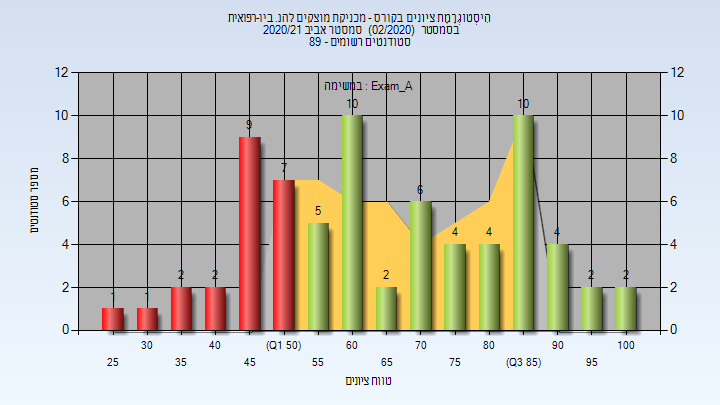 היסטוגרמת ציונים בקורס - מכניקת מוצקים להנ. ביו-רפואית
בסמסטר (02/2020) סמסטר אביב 2020/21
סטודנטים רשומים - 89
במשימה : Exam_A
מספר סטודנטים
12 12
10 10
8 8
6 6
4 4
2 2
0 0
1 1 2 2 9 7 5 10 2 6 4 4 10 4 2 2
30 40 (Q1 50) 60 70 80 90 100
25 35 45 55 65 75 (Q3 85) 95
טווח ציונים